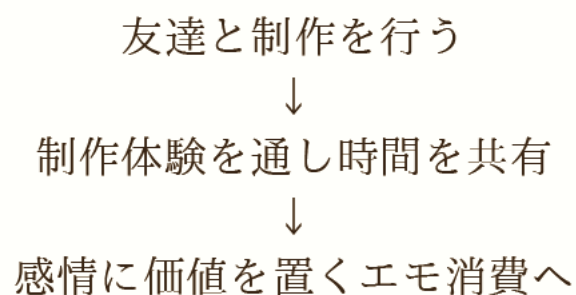 友達と制作を行う
↓
制作体験を通し時間を共有
↓
感情に価値を置くエモ消費へ